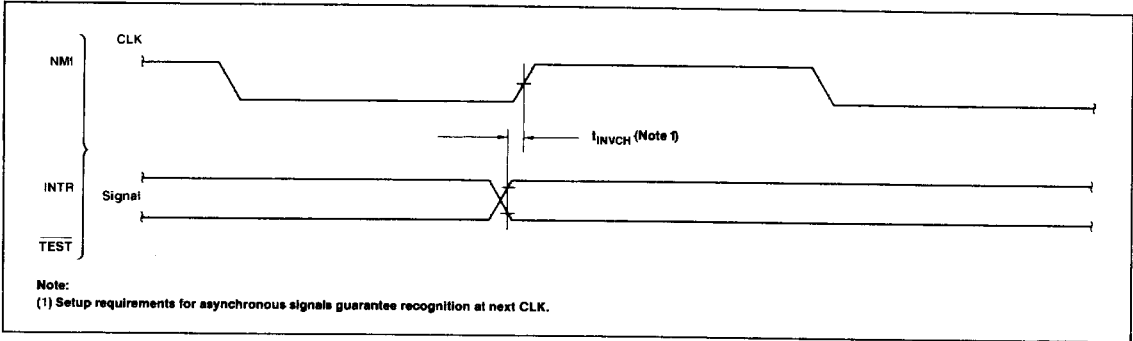 CLK
NMI
t_INVCH (Note 1)
INTR
Signal
TEST
Note:
(1) Setup requirements for asynchronous signals guarantee recognition at next CLK.